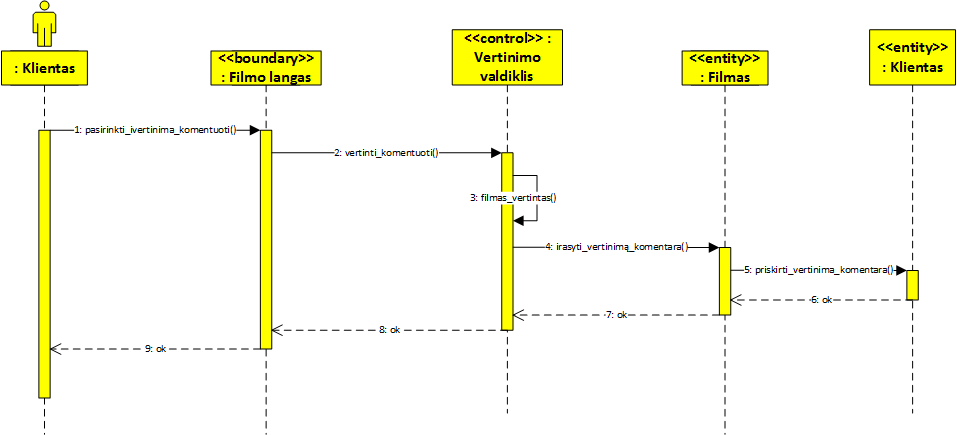 : Klientas
<<boundary>>
: Filmo langas
<<control>> :
Vertinimo
valdiklis
<<entity>>
: Filmas
<<entity>>
: Klientas
1: pasirinkti_ivertinima_komentuoti()
2: vertinti_komentuoti()
3: filmas_vertintas()
4: irasyti_vertinimą_komentara()
5: priskirti_vertinima_komentara()
6: ok
7: ok
8: ok
9: ok